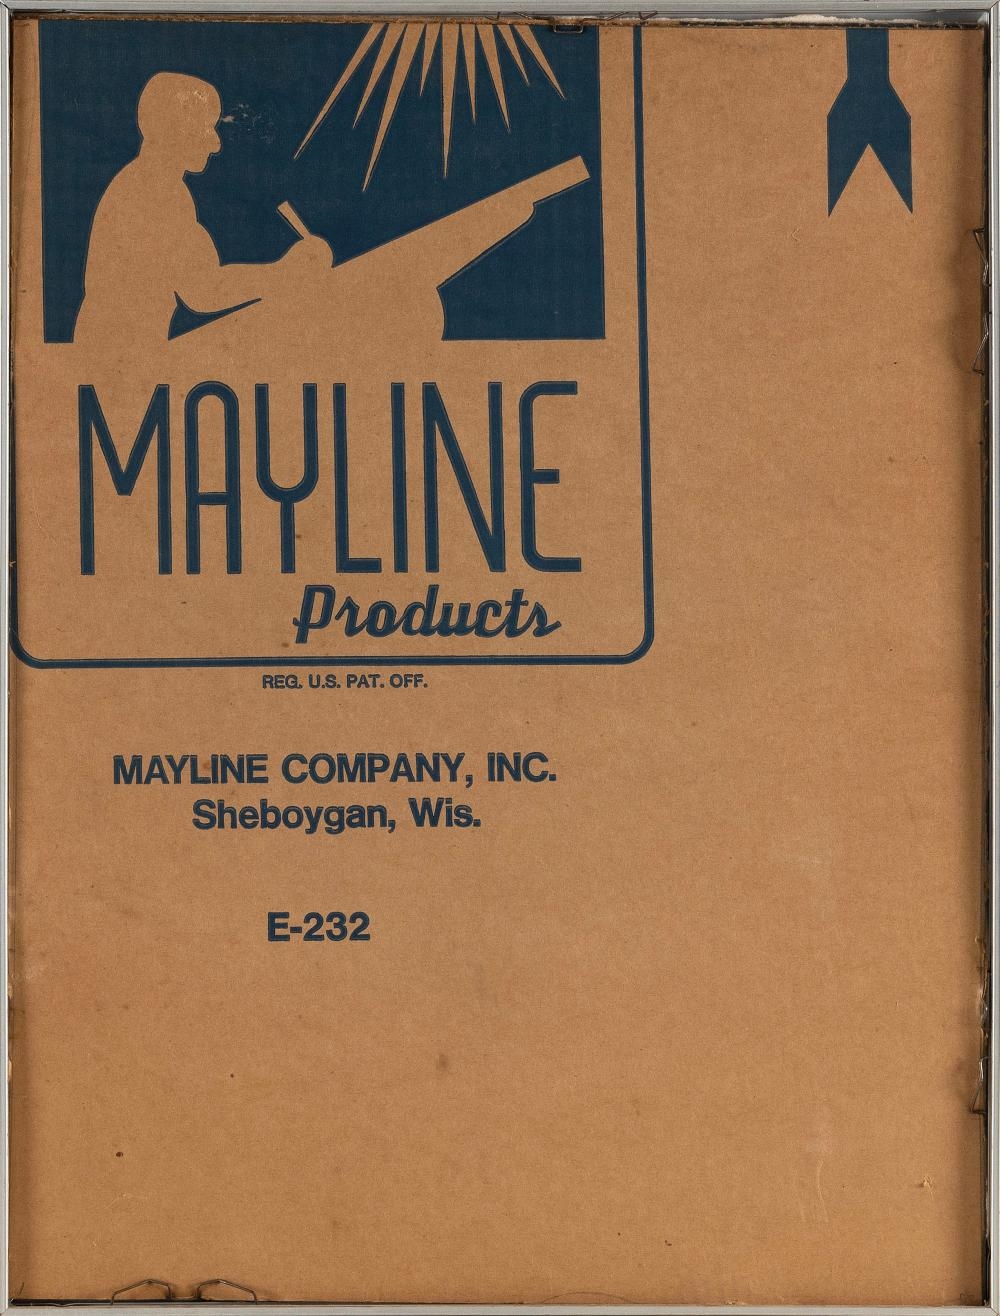 MAYLINE
Products
REG. U.S. PAT. OFF.
MAYLINE COMPANY, INC.
Sheboygan, Wis.
E-232